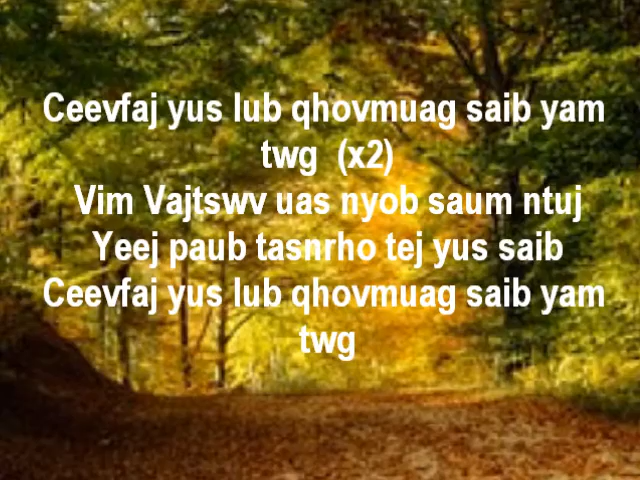 Ceevfaj yus lub qhovmuag saib yam
twg (x2)
Vim Vajtswv uas nyob saum ntuj
Yeej paub tasnrho tej yus saib
Ceevfaj yus lub qhovmuag saib yam
twg